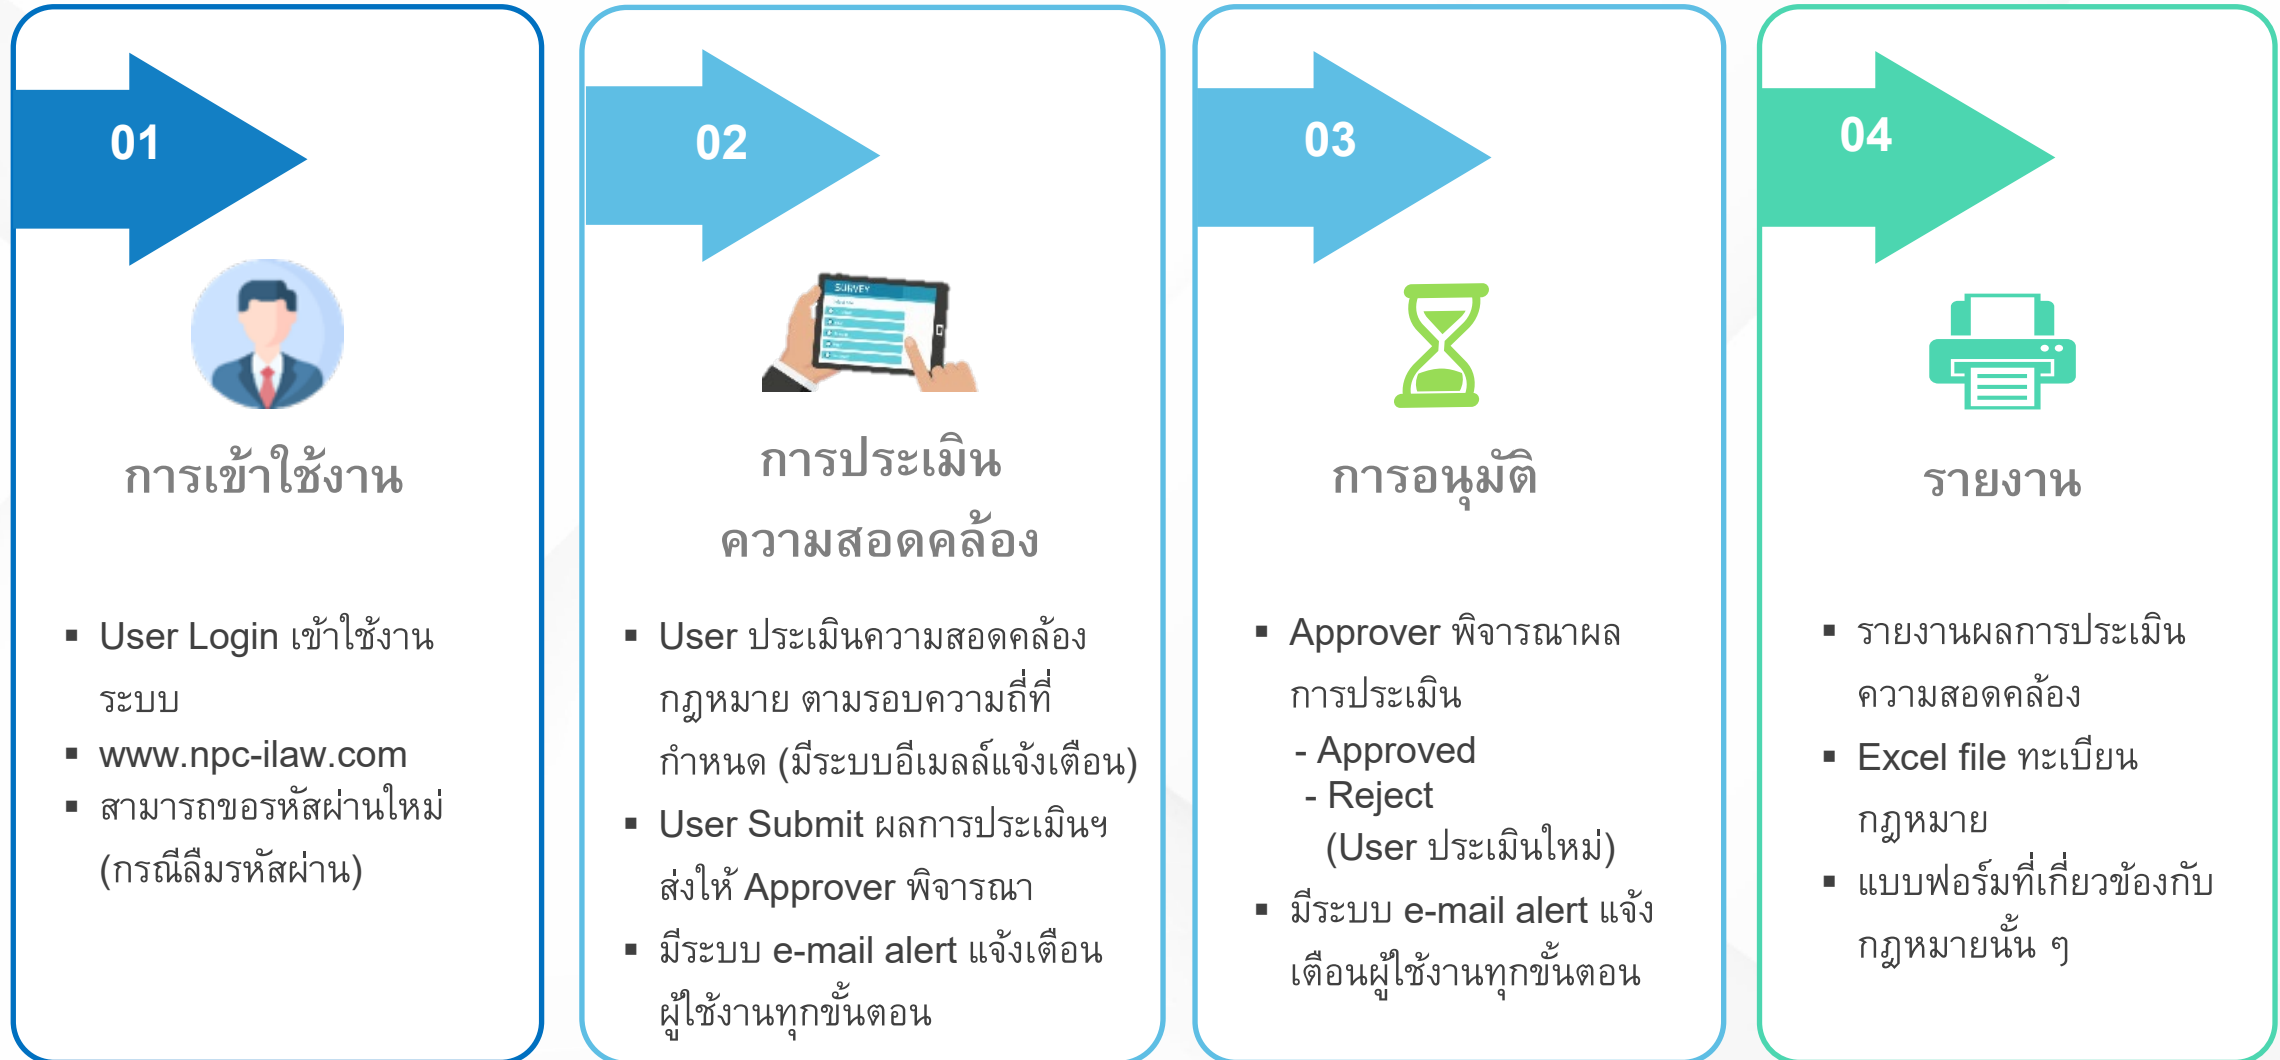 01
การเข้าใช้งาน
▪ User Login เข้าใช้งาน
ระบบ
▪ www.npc-ilaw.com
▪ สามารถขอรหัสผ่านใหม่
(กรณีลืมรหัสผ่าน)
02
SURVEY
การประเมิน
ความสอดคล้อง
▪ User ประเมินความสอดคล้อง
กฎหมาย ตามรอบความถี่ที่
กำหนด (มีระบบอีเมลล์แจ้งเตือน)
▪ User Submit ผลการประเมินฯ
ส่งให้ Approver พิจารณา
▪ มีระบบ e-mail alert แจ้งเตือน
ผู้ใช้งานทุกขั้นตอน
03
การอนุมัติ
▪ Approver พิจารณาผล
การประเมิน
- Approved
- Reject
(User ประเมินใหม่)
▪ มีระบบ e-mail alert แจ้ง
เตือนผู้ใช้งานทุกขั้นตอน
04
รายงาน
▪ รายงานผลการประเมิน
ความสอดคล้อง
▪ Excel file ทะเบียน
กฎหมาย
▪ แบบฟอร์มที่เกี่ยวข้องกับ
กฎหมายนั้น ๆ